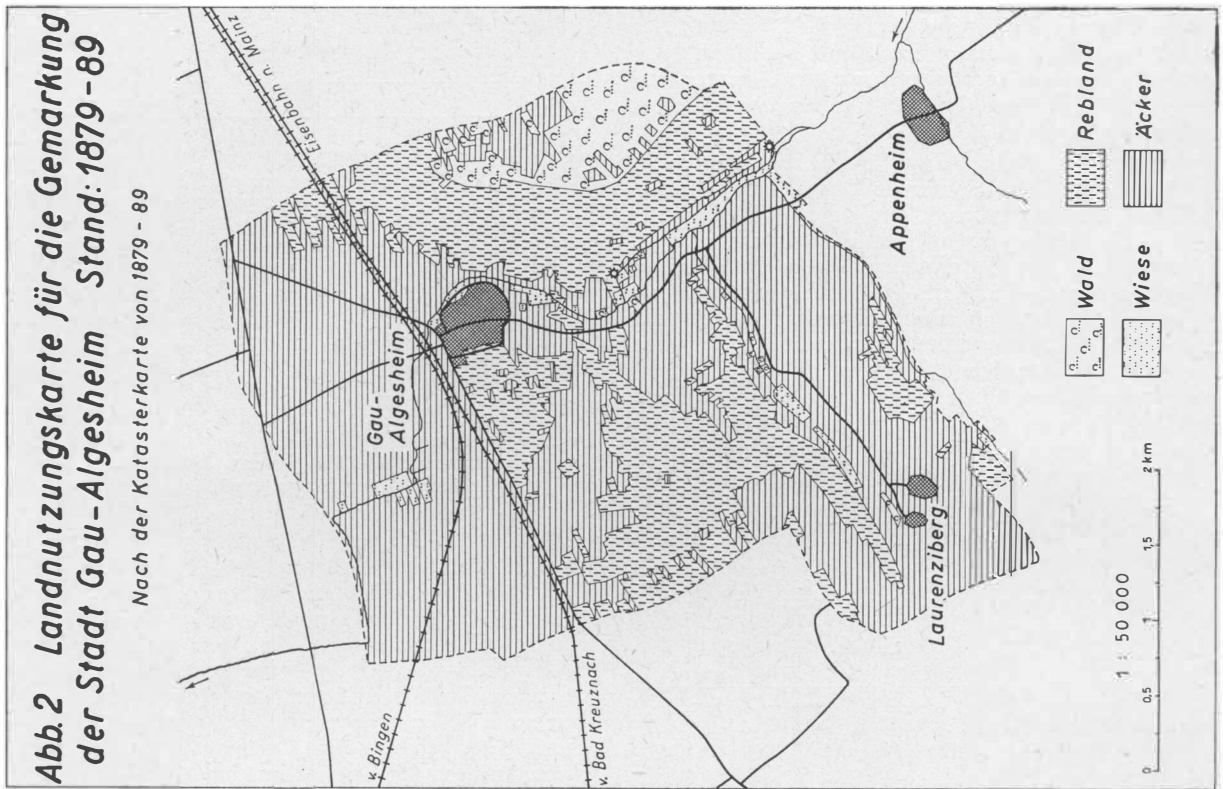 Abb.2 Landnutzungskarte für die Gemarkung
der Stadt Gau-Algesheim Stand: 1879-89
Nach der Katasterkarte von 1879 - 89
Eisenbahn n. Mainz
v. Bingen
v. Bad Kreuznach
Gau-
Algesheim
Appenheim
Laurenziberg
Wald
Rebland
Wiese
Äcker
1 : 50 000
0 0,5 1 1,5 2 km